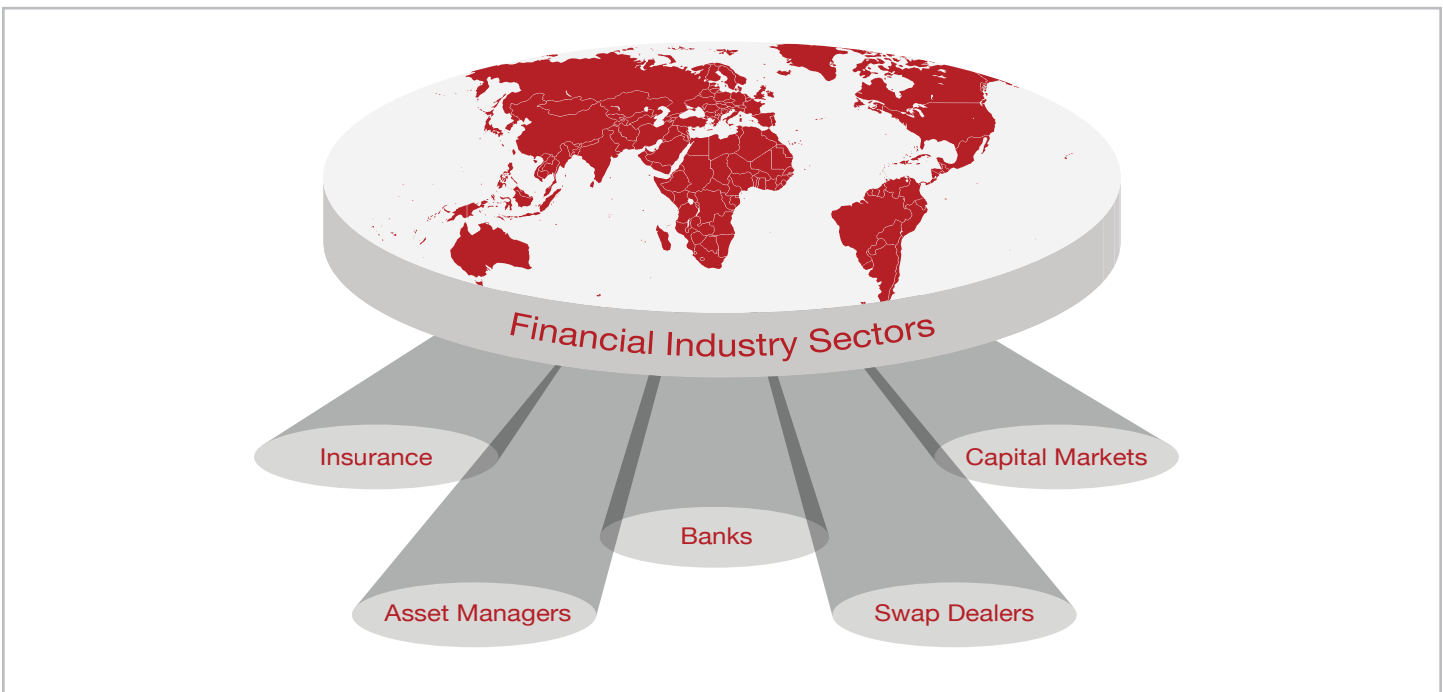 Financial Industry Sectors
Insurance
Capital Markets
Banks
Asset Managers
Swap Dealers